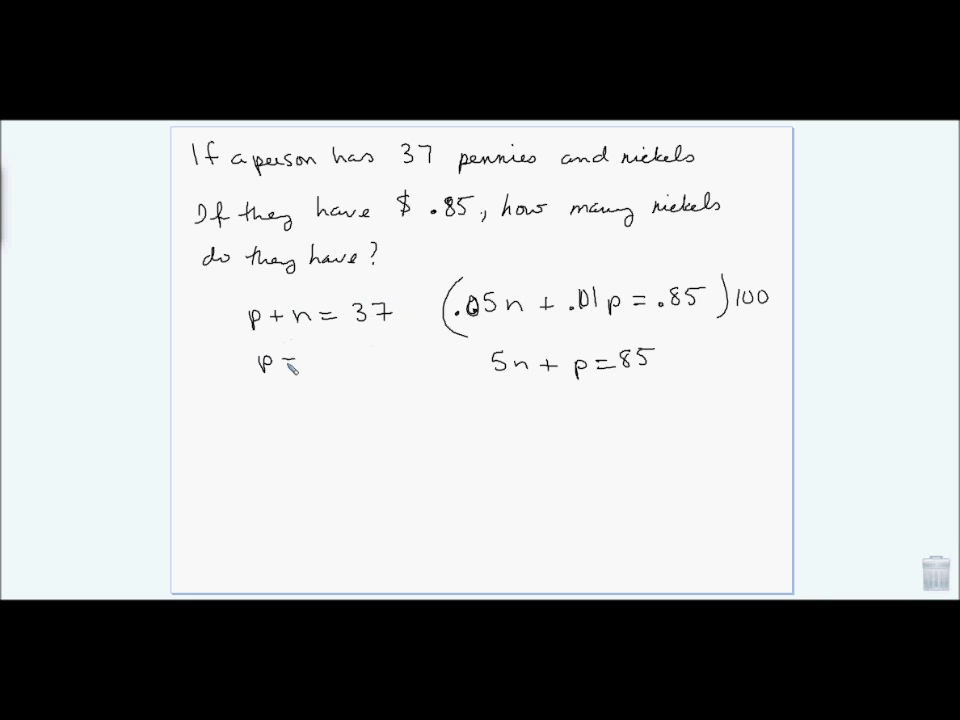 If a person has 37 pennies and nickels
If they have $ .85, how many nickels
do they have?
p + n = 37 (.05n + .01p = .85) 100
p = 5n + p = 85